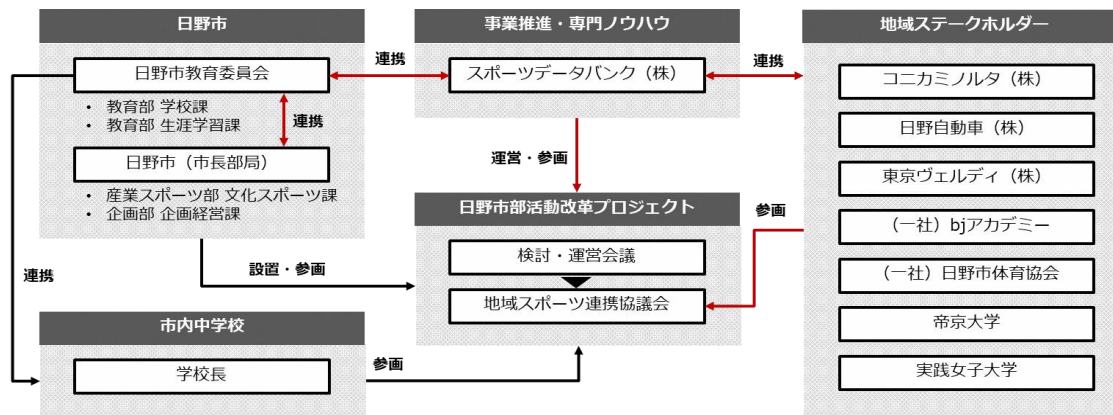 日野市
日野市教育委員会
• 教育部 学校課
• 教育部 生涯学習課
連携
日野市（市長部局）
• 産業スポーツ部 文化スポーツ課
• 企画部 企画経営課
連携
事業推進・専門ノウハウ
スポーツデータバンク（株）
連携
運営・参画
地域ステークホルダー
コニカミノルタ（株）
日野自動車（株）
東京ヴェルディ（株）
（一社）bjアカデミー
（一社）日野市体育協会
帝京大学
実践女子大学
日野市部活動改革プロジェクト
検討・運営会議
地域スポーツ連携協議会
参画
設置・参画
連携
市内中学校
学校長
参画